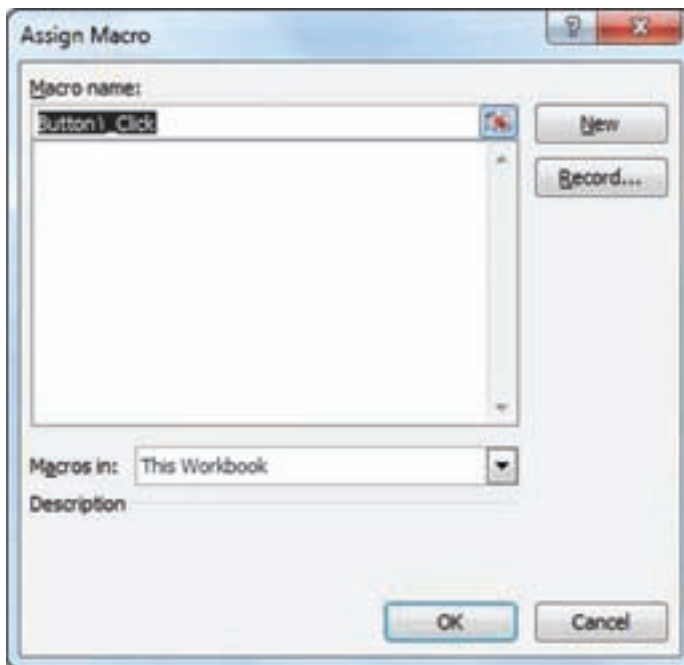 Assign Macro
Macro name:
Button1_Click
New
Record...
Macros in: This Workbook
Description
OK Cancel